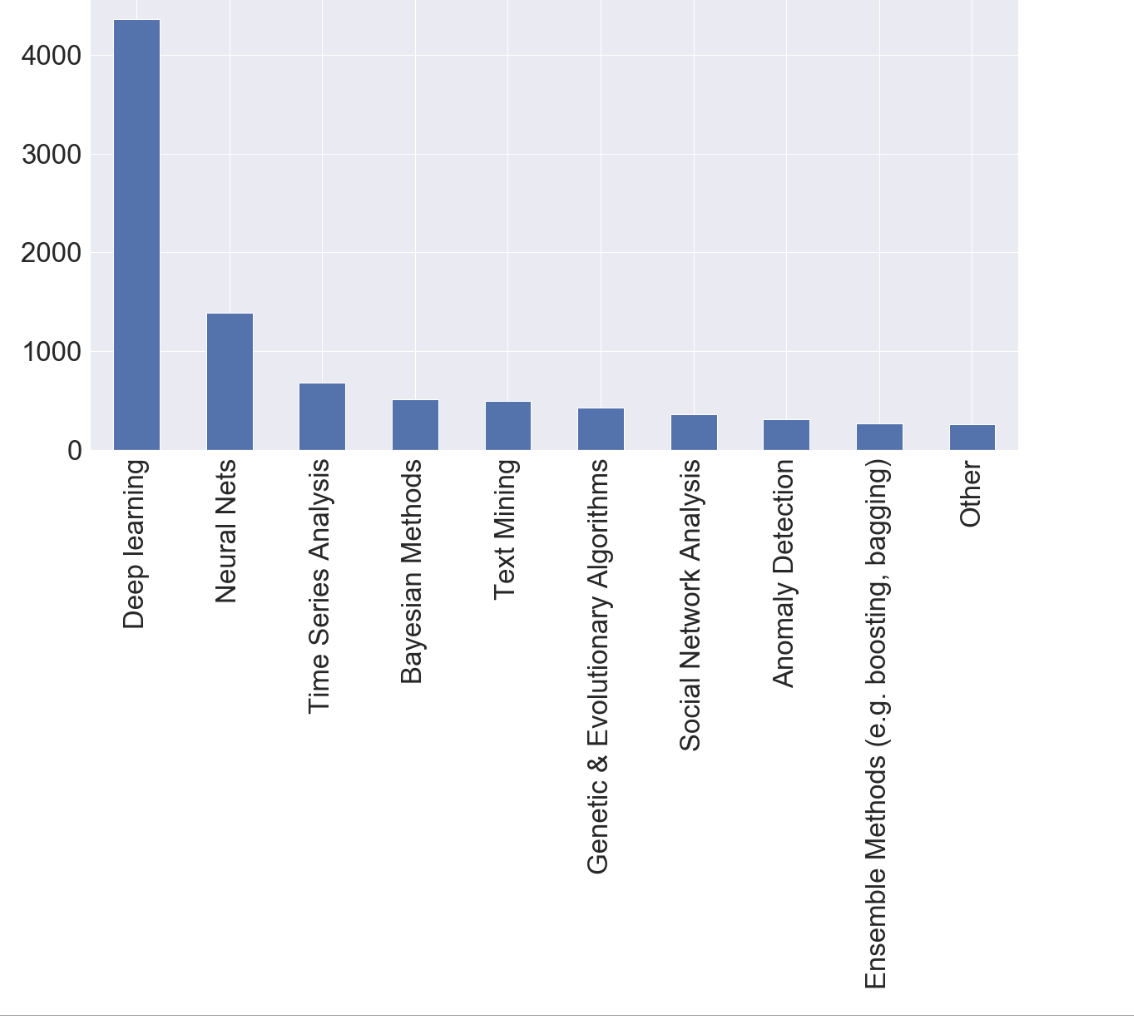 4000
3000
2000
1000
0
Deep learning
Neural Nets
Time Series Analysis
Bayesian Methods
Text Mining
Genetic & Evolutionary Algorithms
Social Network Analysis
Anomaly Detection
Ensemble Methods (e.g. boosting, bagging)
Other